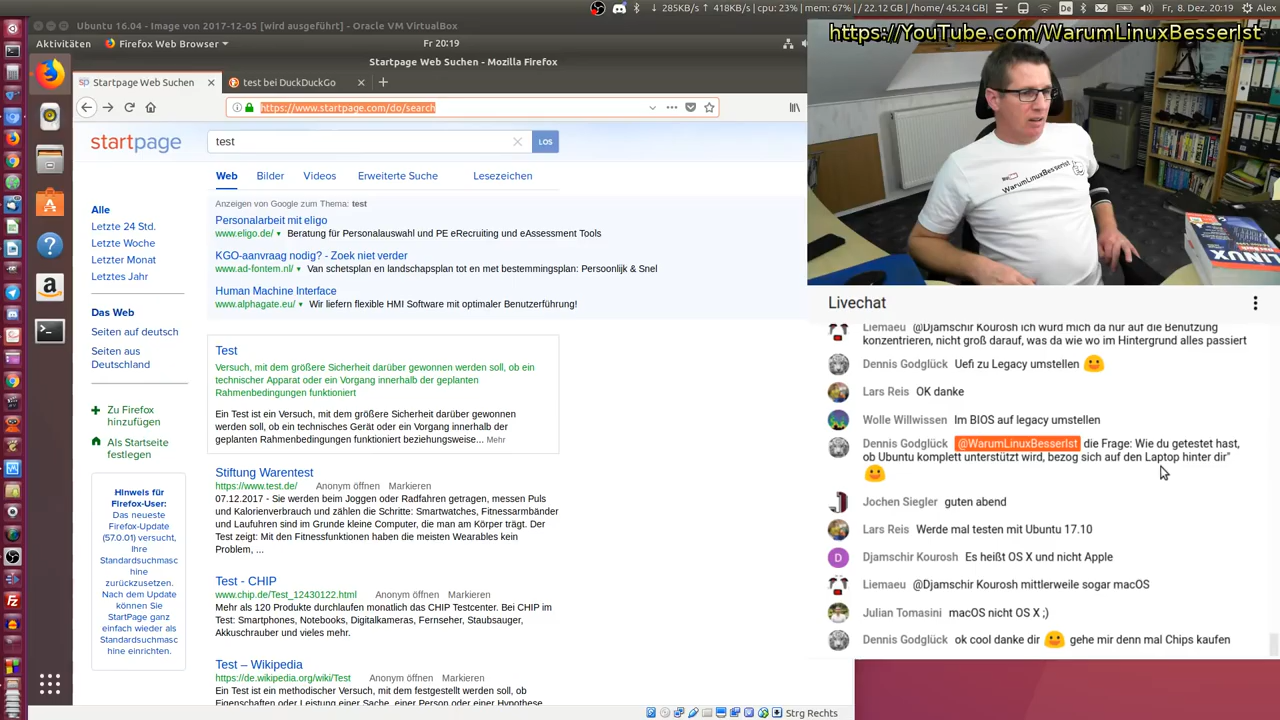 Ubuntu 16.04 - Image von 2017-12-05 [wird ausgeführt] - Oracle VM VirtualBox
285KB/s
418KB/s
cpu: 23%
mem: 67%
// 22.12 GB
/home/45.24 GB
De
Fr, 8. Dez. 20:19
Alex
https://YouTube.com/WarumLinuxBesserIst
Aktivitäten
Firefox Web Browser
Fr 20:19
Startpage Web Suchen - Mozilla Firefox
Startpage Web Suchen
test bei DuckDuckGo
https://www.startpage.com/do/search
startpage
test
LOS
Web
Bilder
Videos
Erweiterte Suche
Lesezeichen
Alle
Letzte 24 Std.
Letzte Woche
Letzter Monat
Letztes Jahr
Das Web
Seiten auf deutsch
Seiten aus
Deutschland
Zu Firefox
hinzufügen
Als Startseite
festlegen
Hinweis für
Firefox-User:
Das neueste
Firefox-Update
(57.0.01) versucht,
Ihre
Standardsuchmasc
hine
zurückzusetzen.
Nach dem Update
können Sie
StartPage ganz
einfach wieder als
Standardsuchmasc
hine einrichten.
Anzeigen von Google zum Thema: test
Personalarbeit mit eligo
www.eligo.de/ Beratung für Personalauswahl und PE eRecruiting und eAssessment Tools
KGO-aanvraag nodig? - Zoek niet verder
www.ad-fontem.nl/ Van schetsplan en landschapsplan tot en met bestemmingsplan: Persoonlijk & Snel
Human Machine Interface
www.alphagate.eu/ Wir liefern flexible HMI Software mit optimaler Benutzerführung!
Test
Versuch, mit dem größere Sicherheit darüber gewonnen werden soll, ob ein
technischer Apparat oder ein Vorgang innerhalb der geplanten
Rahmenbedingungen funktioniert
Ein Test ist ein Versuch, mit dem größere Sicherheit darüber gewonnen
werden soll, ob ein technisches Gerät oder ein Vorgang innerhalb der
geplanten Rahmenbedingungen funktioniert beziehungsweise... Mehr
Stiftung Warentest
https://www.test.de/ Anonym öffnen Markieren
07.12.2017 - Sie werden beim Joggen oder Radfahren getragen, messen Puls
und Kalorienverbrauch und zählen die Schritte: Smartwatches, Fitnessarmbänder
und Laufuhren sind im Grunde kleine Computer, die man am Körper trägt. Der
Test zeigt: Mit den Fitnessfunktionen haben die meisten Wearables kein
Problem, ...
Test - CHIP
www.chip.de/Test_12430122.html Anonym öffnen Markieren
Mehr als 120 Produkte durchlaufen monatlich das CHIP Testcenter. Bei CHIP im
Test: Smartphones, Notebooks, Digitalkameras, Fernseher, Staubsauger,
Akkuschrauber und vieles mehr.
Test – Wikipedia
https://de.wikipedia.org/wiki/Test Anonym öffnen Markieren
Ein Test ist ein methodischer Versuch, mit dem festgestellt werden soll, ob
Strg Rechts
WarumLinuxBesserIst
LINUX
Livechat
Liemaeu @Djamschir Kourosh ich würd mich da nur auf die Benutzung
konzentrieren, nicht groß darauf, was da wie wo im Hintergrund alles passiert
Dennis Godglück Uefi zu Legacy umstellen
Lars Reis OK danke
Wolle Willwissen Im BIOS auf legacy umstellen
Dennis Godglück @WarumLinuxBesserIst die Frage: Wie du getestet hast,
ob Ubuntu komplett unterstützt wird, bezog sich auf den Laptop hinter dir"
Jochen Siegler guten abend
Lars Reis Werde mal testen mit Ubuntu 17.10
D
Djamschir Kourosh Es heißt OS X und nicht Apple
Liemaeu @Djamschir Kourosh mittlerweile sogar macOS
Julian Tomasini macOS nicht OS X ;)
Dennis Godglück ok cool danke dir gehe mir denn mal Chips kaufen